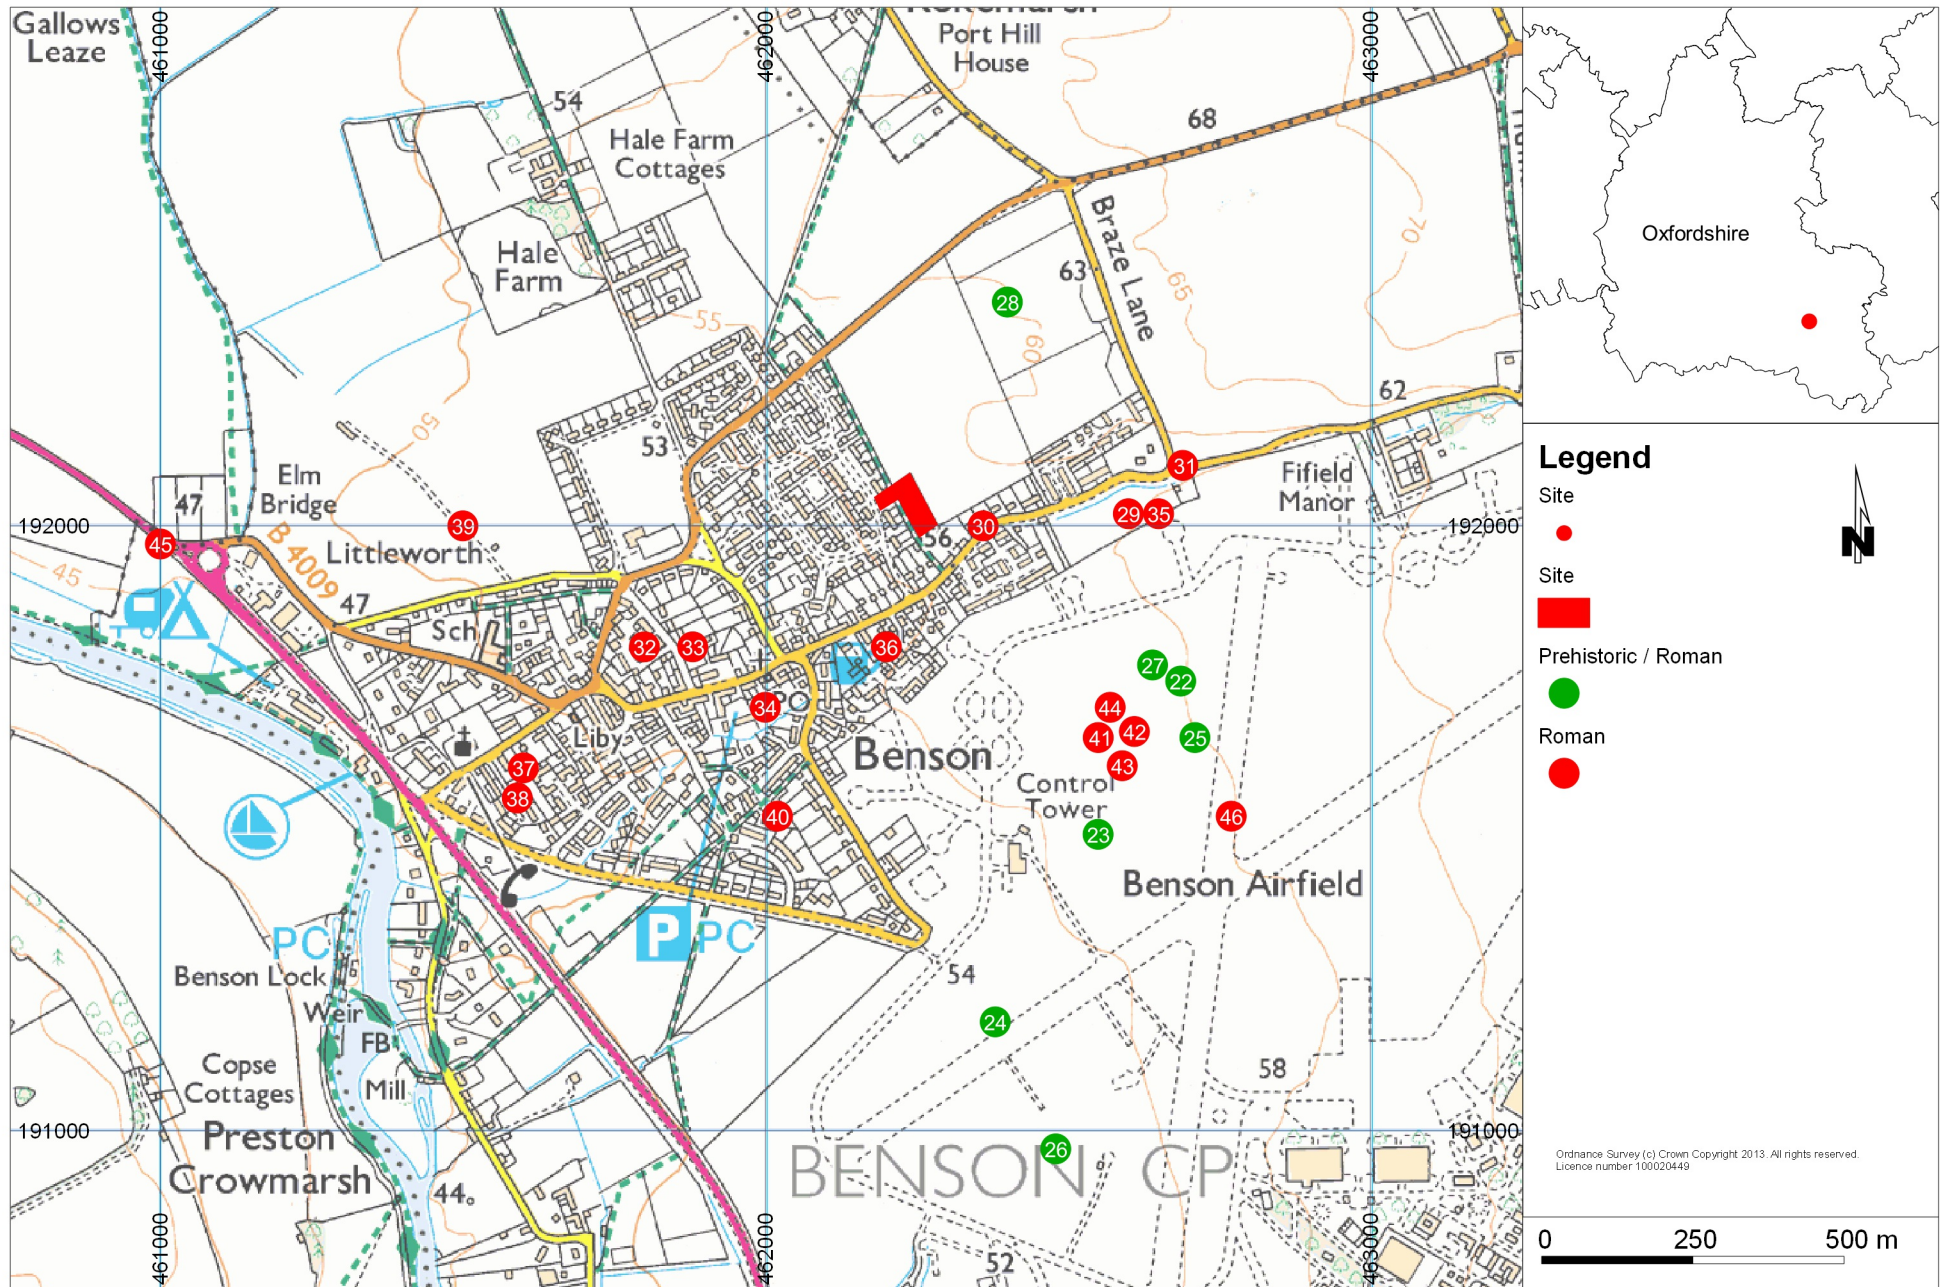 Gallows
Leaze
461000
462000
463000
Port Hill
House
54
68
Hale Farm
Cottages
Hale
Farm
Braze Lane
63
70
65
28
60
55
62
50
53
Elm
Bridge
47
31
Fifield
Manor
192000
39
30
29
35
192000
56
45
B 4009
Littleworth
45
47
Sch
32
33
36
27
22
34
PO
44
42
41
25
Liby
Benson
43
37
Control
Tower
38
40
46
23
Benson Airfield
P
PC
PC
Benson Lock
54
Weir
24
FB
Copse
Cottages
58
Mill
Preston
Crowmarsh
191000
191000
26
BENSON CP
44
52
461000
462000
463000
Oxfordshire
Legend
Site
Site
N
Prehistoric / Roman
Roman
Ordnance Survey (c) Crown Copyright 2013. All rights reserved.
Licence number 100020449
0 250 500 m